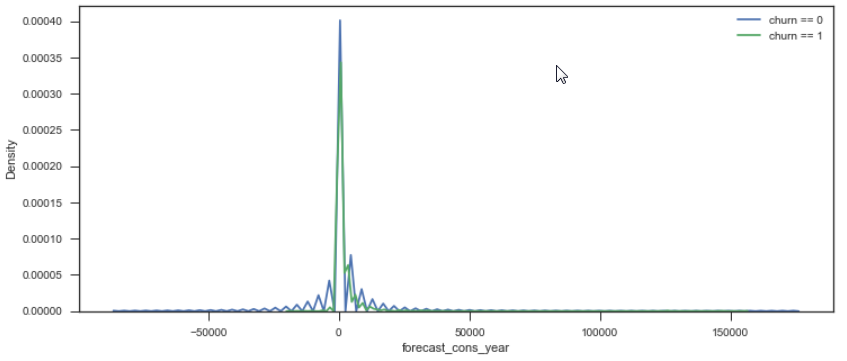 churn == 0
churn == 1
0.00040
0.00035
0.00030
0.00025
0.00020
0.00015
0.00010
0.00005
0.00000
Density
−50000 0 50000 100000 150000
forecast_cons_year